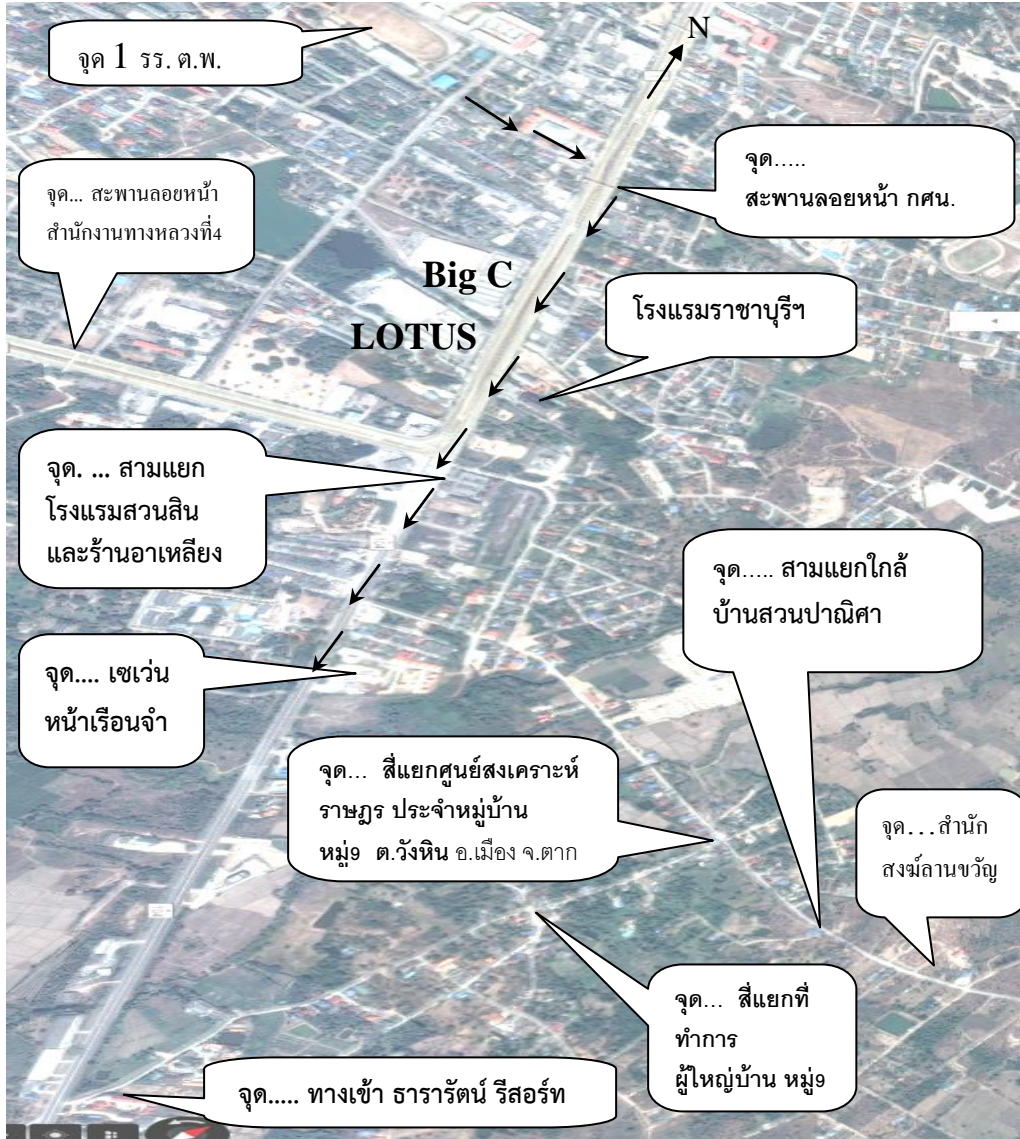 จุด 1 รร. ต.พ.
N
จุด.....
สะพานลอยหน้า กศน.
จุด... สะพานลอยหน้า
สำนักงานทางหลวงที่4
Big C
LOTUS
โรงแรมราชาบุรีฯ
จุด. ... สามแยก
โรงแรมสวนสิน
และร้านอาเหลียง
จุด..... สามแยกใกล้
บ้านสวนปาณิศา
จุด.... เซเว่น
หน้าเรือนจำ
จุด... สี่แยกศูนย์สงเคราะห์
ราษฎร ประจำหมู่บ้าน
หมู่9 ต.วังหิน อ.เมือง จ.ตาก
จุด...สำนัก
สงฆ์ลานขวัญ
จุด... สี่แยกที่
ทำการ
ผู้ใหญ่บ้าน หมู่9
จุด..... ทางเข้า ธารารัตน์ รีสอร์ท